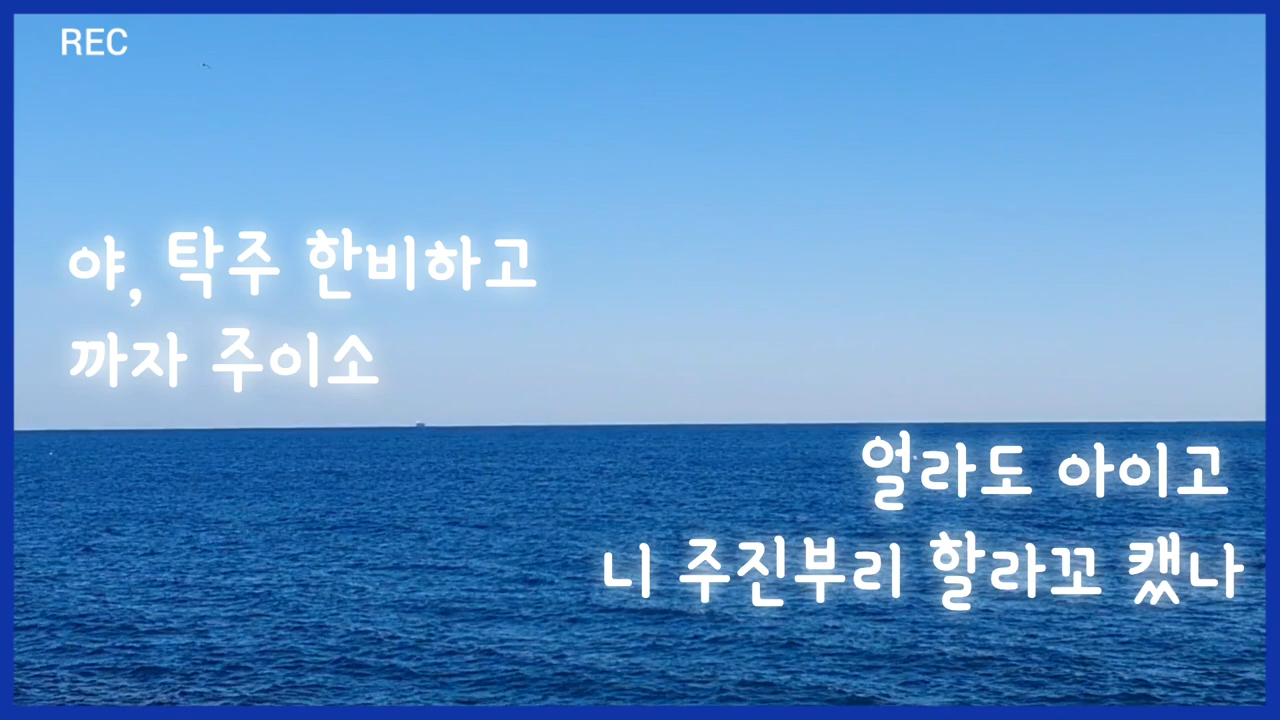 REC
야, 탁주 한비하고
까자 주이소
얼라도 아이고
니 주진부리 할라꼬 캤나